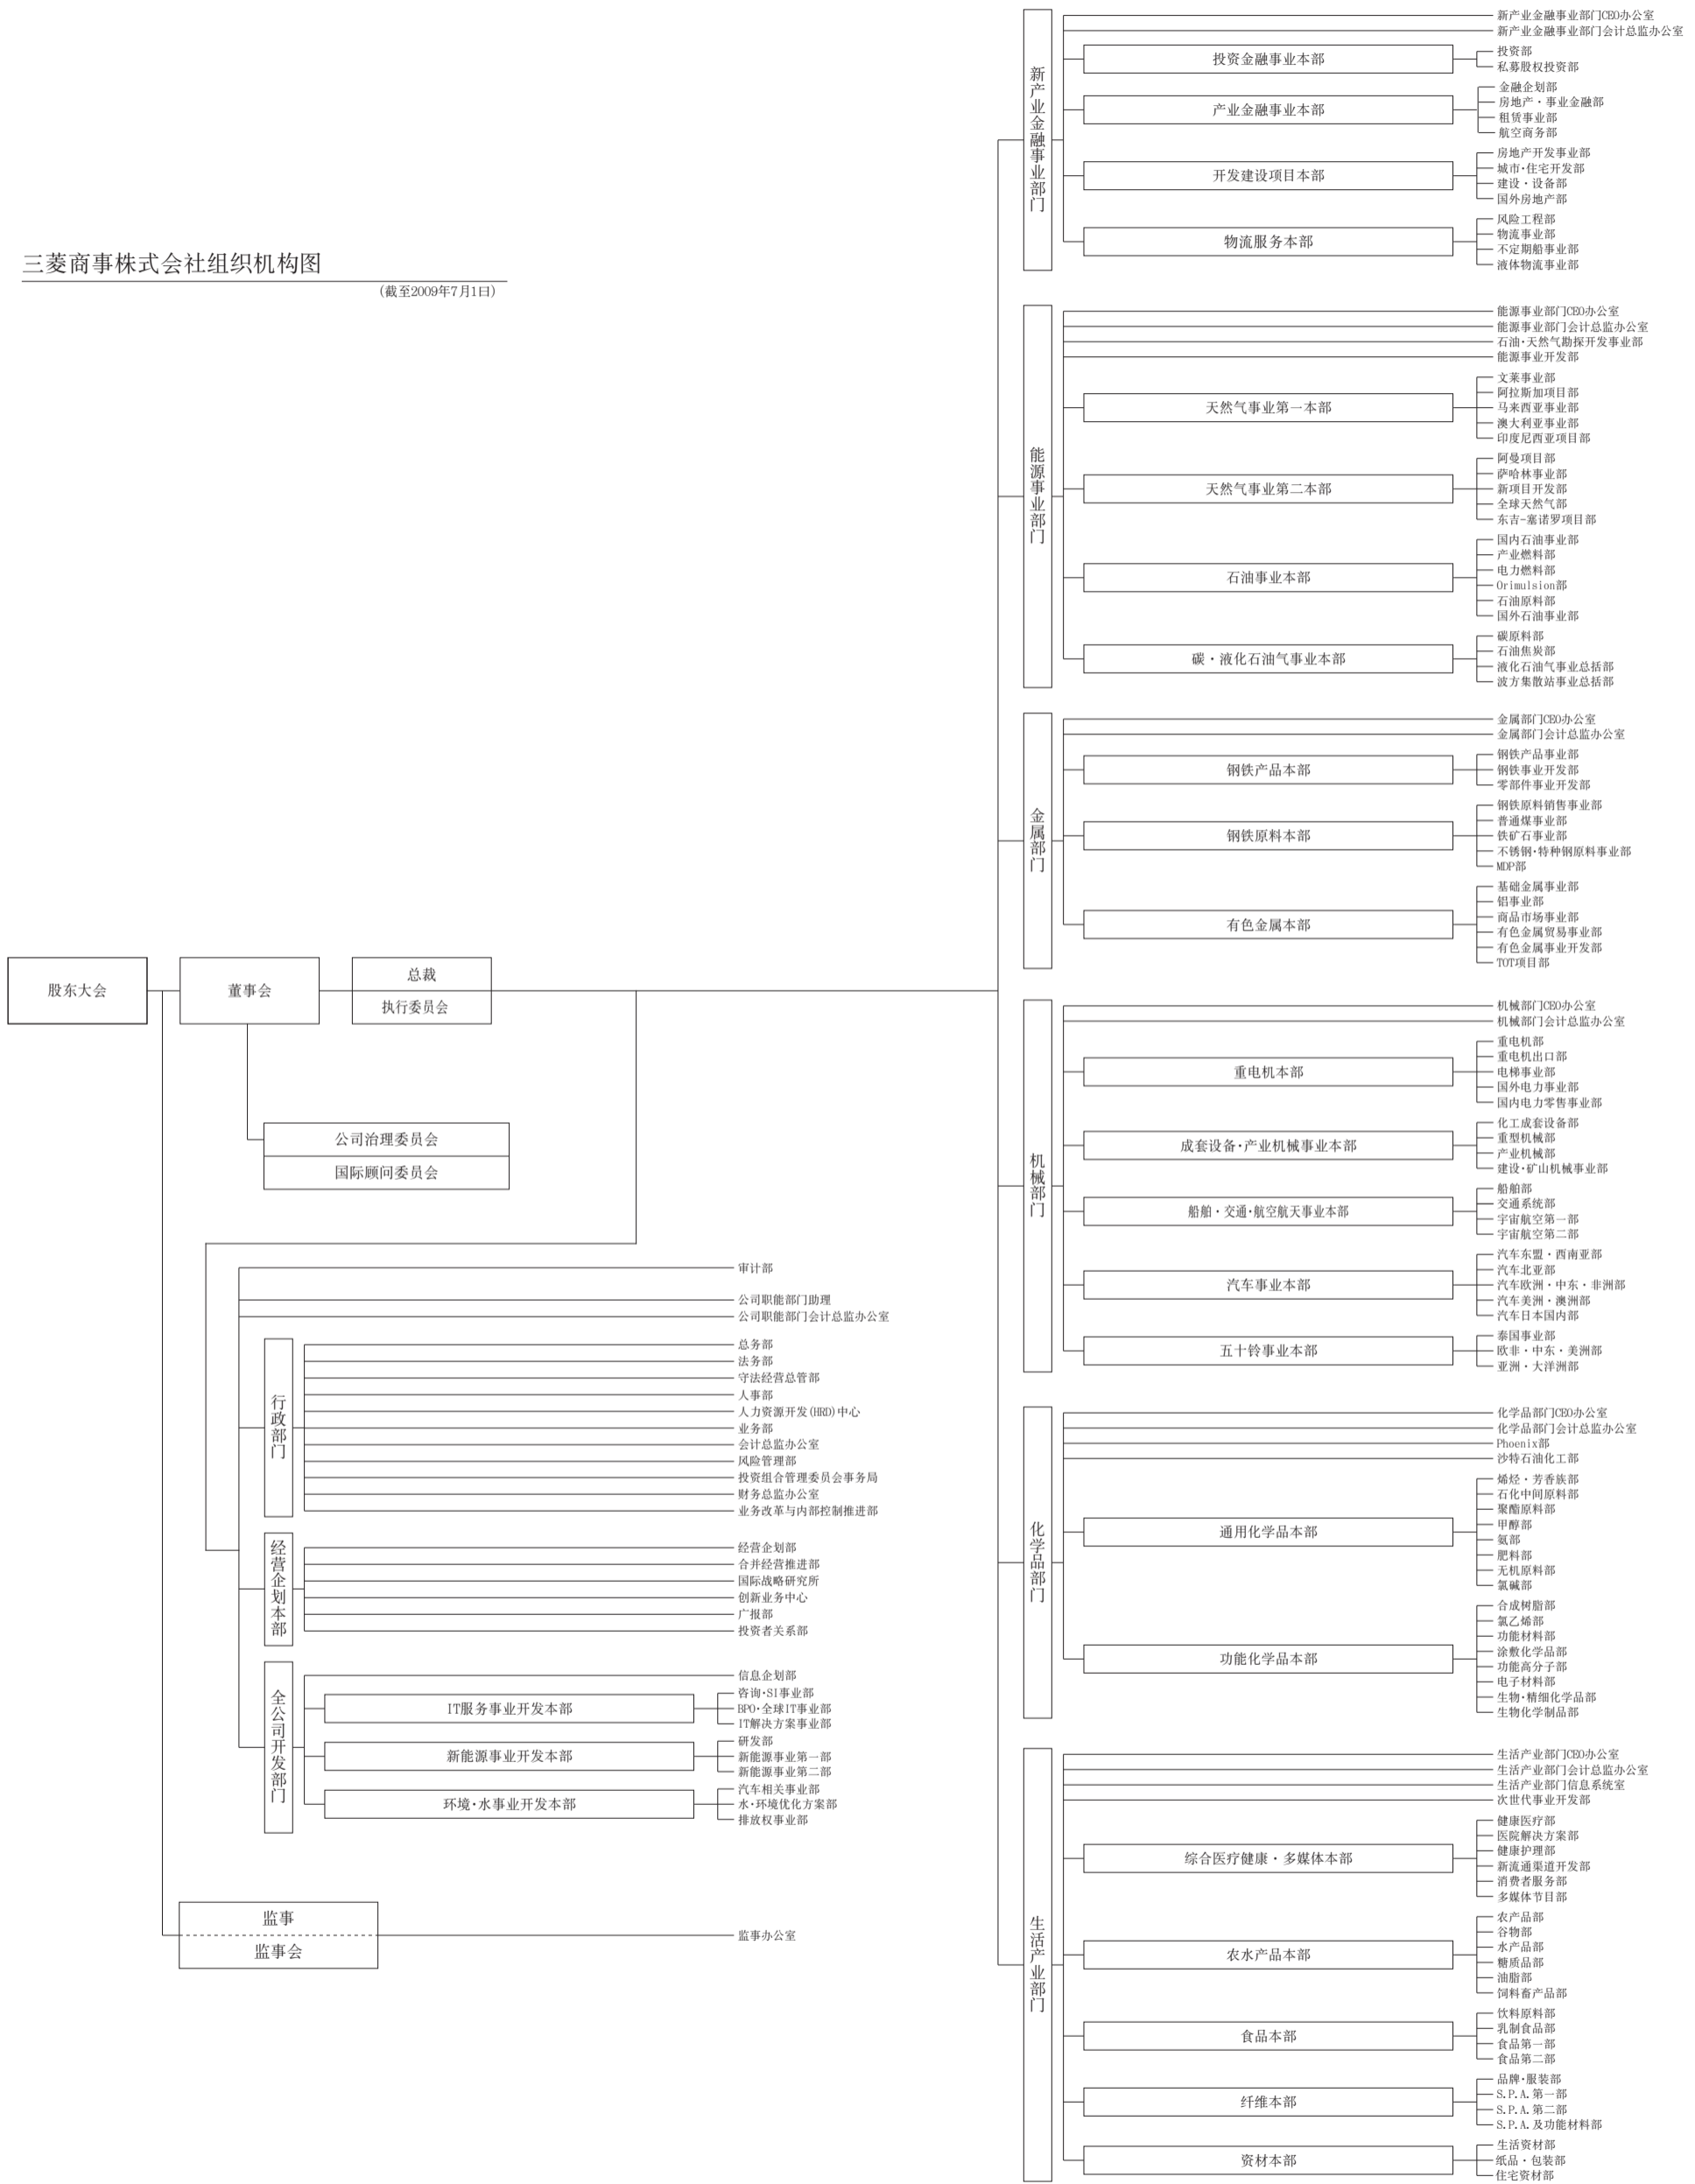 三菱商事株式会社组织机构图
(截至2009年7月1曰)
股东大会
董事会
总裁
执行委员会
公司治理委员会
国际顾问委员会
审计部
公司职能部门助理
公司职能部门会计总监办公室
行政部门
总务部
法务部
守法经营总管部
人事部
人力资源开发(HRD)中心
业务部
会计总监办公室
风险管理部
投资组合管理委员会事务局
财务总监办公室
业务改革与内部控制推进部
经营企划本部
经营企划部
合并经营推进部
国际战略研究所
创新业务中心
广报部
投资者关系部
全公司开发部门
信息企划部
IT服务事业开发本部
咨询·SI事业部
BPO·全球IT事业部
IT解决方案事业部
新能源事业开发本部
研发部
新能源事业第一部
新能源事业第二部
环境·水事业开发本部
汽车相关事业部
水·环境优化方案部
排放权事业部
监事
监事会
监事办公室
新产业金融事业部门
新产业金融事业部门CEO办公室
新产业金融事业部门会计总监办公室
投资金融事业本部
投资部
私募股权投资部
产业金融事业本部
金融企划部
房地产·事业金融部
租赁事业部
航空商务部
开发建设项目本部
房地产开发事业部
城市·住宅开发部
建设·设备部
国外房地产部
物流服务本部
风险工程部
物流事业部
不定期船事业部
液体物流事业部
能源事业部门
能源事业部门CEO办公室
能源事业部门会计总监办公室
石油·天然气勘探开发事业部
能源事业开发部
天然气事业第一本部
文莱事业部
阿拉斯加项目部
马来西亚事业部
澳大利亚事业部
印度尼西亚项目部
天然气事业第二本部
阿曼项目部
萨哈林事业部
新项目开发部
全球天然气部
东吉-塞诺罗项目部
石油事业本部
国内石油事业部
产业燃料部
电力燃料部
Orimulsion部
石油原料部
国外石油事业部
碳·液化石油气事业本部
碳原料部
石油焦炭部
液化石油气事业总括部
波方集散站事业总括部
金属部门
金属部门CEO办公室
金属部门会计总监办公室
钢铁产品本部
钢铁产品事业部
钢铁事业开发部
零部件事业开发部
钢铁原料本部
钢铁原料销售事业部
普通煤事业部
铁矿石事业部
不锈钢·特种钢原料事业部
MDP部
有色金属本部
基础金属事业部
铝事业部
商品市场事业部
有色金属贸易事业部
有色金属事业开发部
TOT项目部
机械部门
机械部门CEO办公室
机械部门会计总监办公室
重电机本部
重电机部
重电机出口部
电梯事业部
国外电力事业部
国内电力零售事业部
成套设备·产业机械事业本部
化工成套设备部
重型机械部
产业机械部
建设·矿山机械事业部
船舶·交通·航空航天事业本部
船舶部
交通系统部
宇宙航空第一部
宇宙航空第二部
汽车事业本部
汽车东盟·西南亚部
汽车北亚部
汽车欧洲·中东·非洲部
汽车美洲·澳洲部
汽车日本国内部
五十铃事业本部
泰国事业部
欧非·中东·美洲部
亚洲·大洋洲部
化学品部门
化学品部门CEO办公室
化学品部门会计总监办公室
Phoenix部
沙特石油化工部
通用化学品本部
烯烃·芳香族部
石化中间原料部
聚酯原料部
甲醇部
氨部
肥料部
无机原料部
氯碱部
功能化学品本部
合成树脂部
氯乙烯部
功能材料部
涂敷化学品部
功能高分子部
电子材料部
生物·精细化学品部
生物化学制品部
生活产业部门
生活产业部门CEO办公室
生活产业部门会计总监办公室
生活产业部门信息系统室
次世代事业开发部
综合医疗健康·多媒体本部
健康医疗部
医院解决方案部
健康护理部
新流通渠道开发部
消费者服务部
多媒体节目部
农水产品本部
农产品部
谷物部
水产品部
糖质品部
油脂部
饲料畜产品部
食品本部
饮料原料部
乳制食品部
食品第一部
食品第二部
纤维本部
品牌·服装部
S.P.A.第一部
S.P.A.第二部
S.P.A.及功能材料部
资材本部
生活资材部
纸品·包装部
住宅资材部